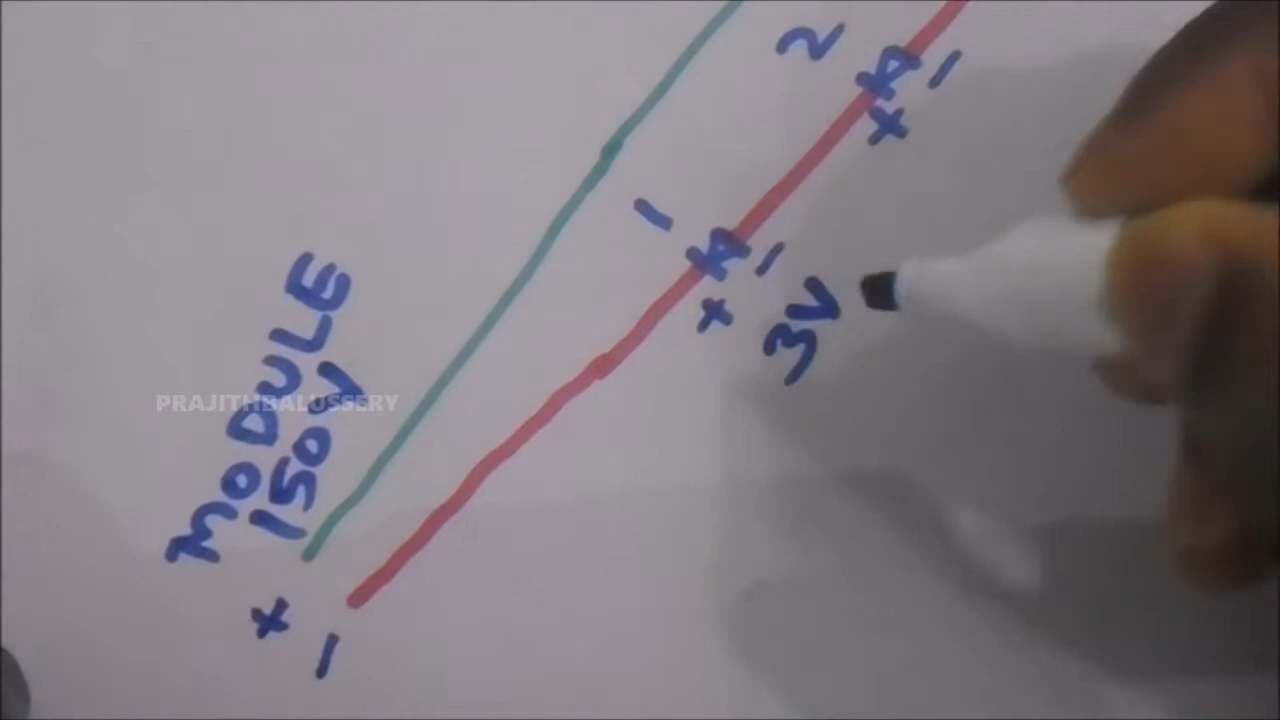 MODULE
150V
+
-
1
+
-
3V
2
+
-
PRAJITHBALUSSERY